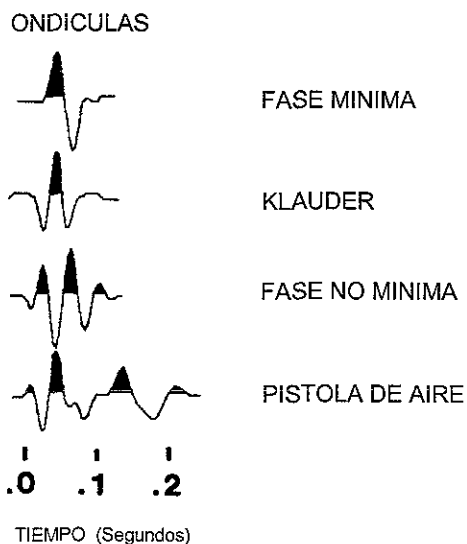 ONDICULAS
FASE MINIMA
KLAUDER
FASE NO MINIMA
PISTOLA DE AIRE
.0 .1 .2
TIEMPO (Segundos)